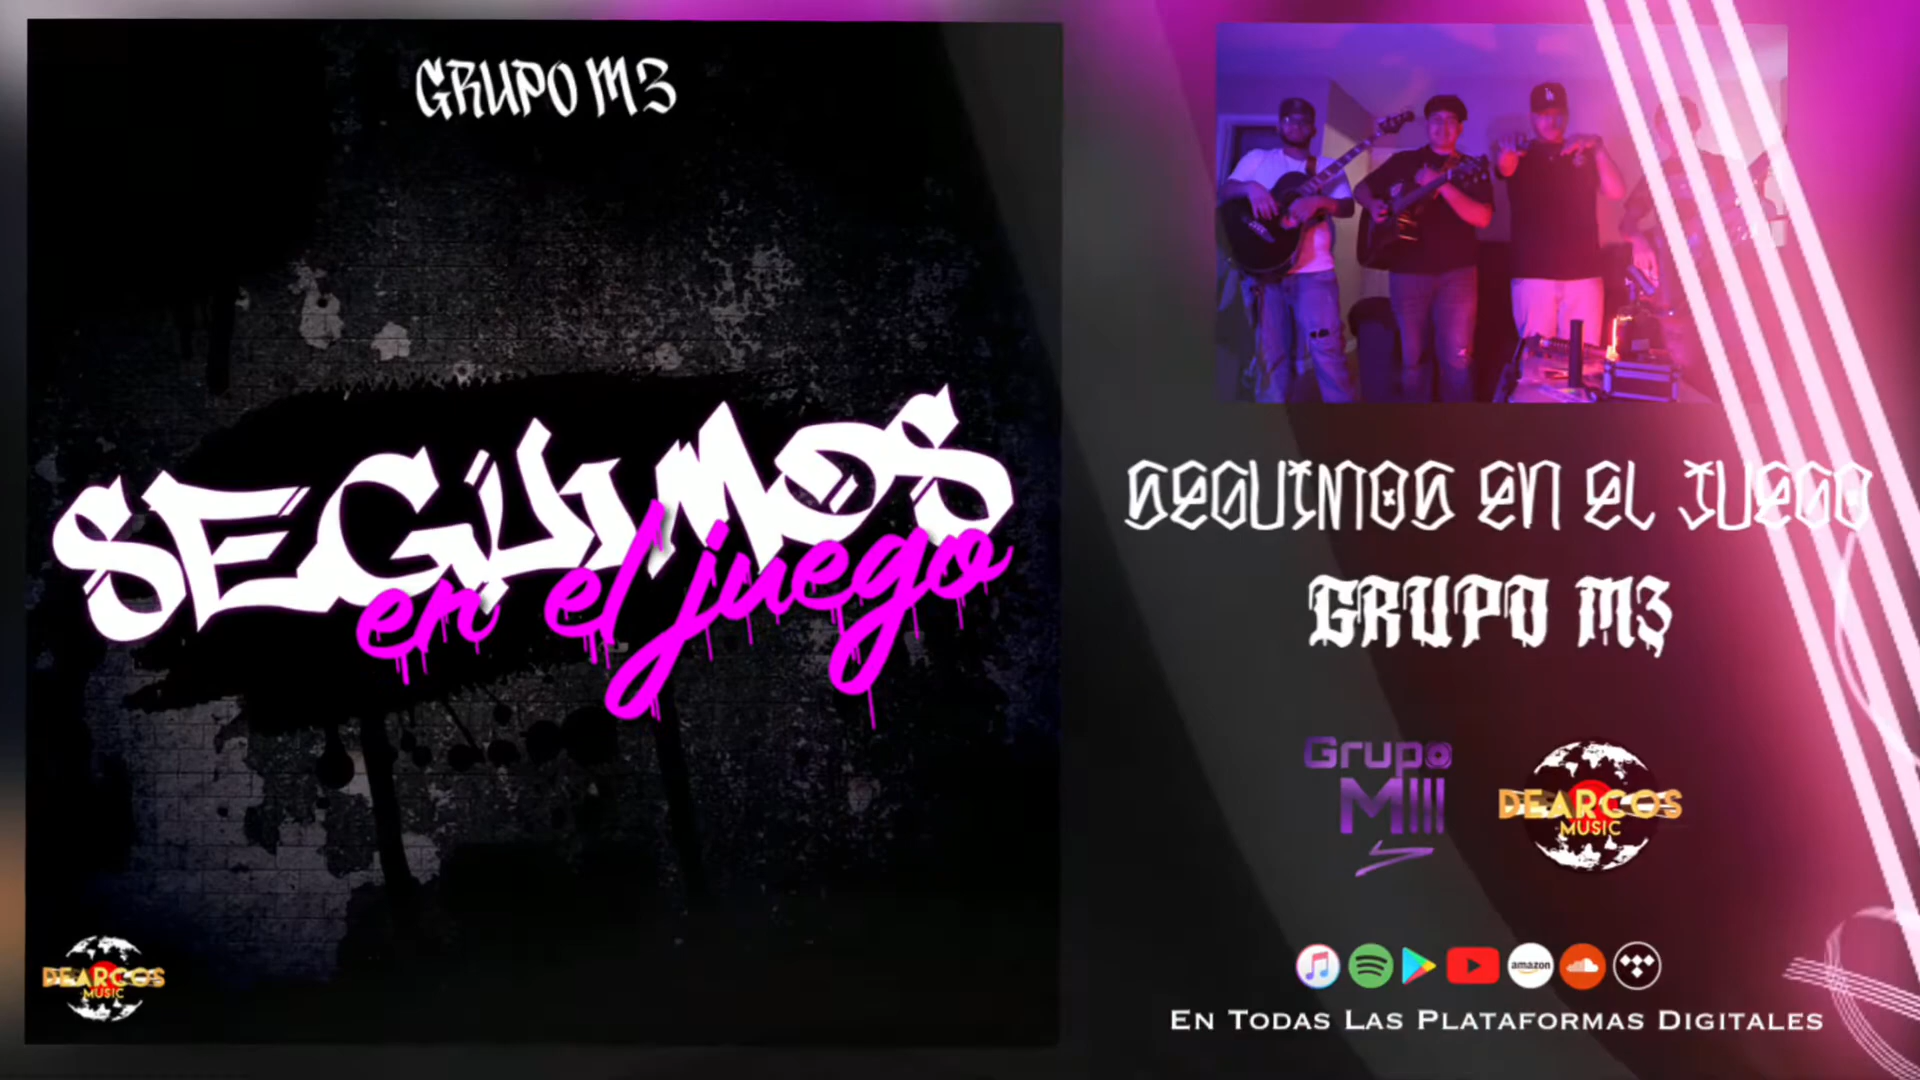 GRUPO M3
SEGUIMOS
en el juego
DEARCOS
MUSIC
SEGUIMOS EN EL JUEGO
GRUPO M3
Grupo
MIII
DEARCOS
MUSIC
amazon
En Todas Las Plataformas Digitales